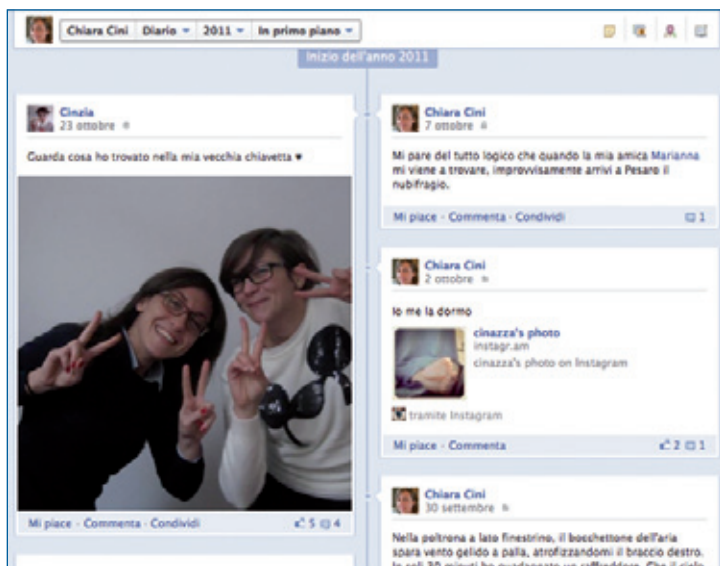 Chiara Cini Diario 2011 In primo piano
Inizio dell'anno 2011
Cinzia
23 ottobre
Guarda cosa ho trovato nella mia vecchia chiavetta ♥
Mi piace · Commenta · Condividi 5 4
Chiara Cini
7 ottobre
Mi pare del tutto logico che quando la mia amica Marianna
mi viene a trovare, improvvisamente arrivi a Pesaro il
nubifragio.
Mi piace · Commenta · Condividi 1
Chiara Cini
2 ottobre
Io me la dormo
cinazza's photo
instagr.am
cinazza's photo on Instagram
tramite Instagram
Mi piace · Commenta 2 1
Chiara Cini
30 settembre
Nella poltrona a lato finestrino, il bocchettone dell'aria
spara vento gelido a palla, atrofizzandomi il braccio destro.